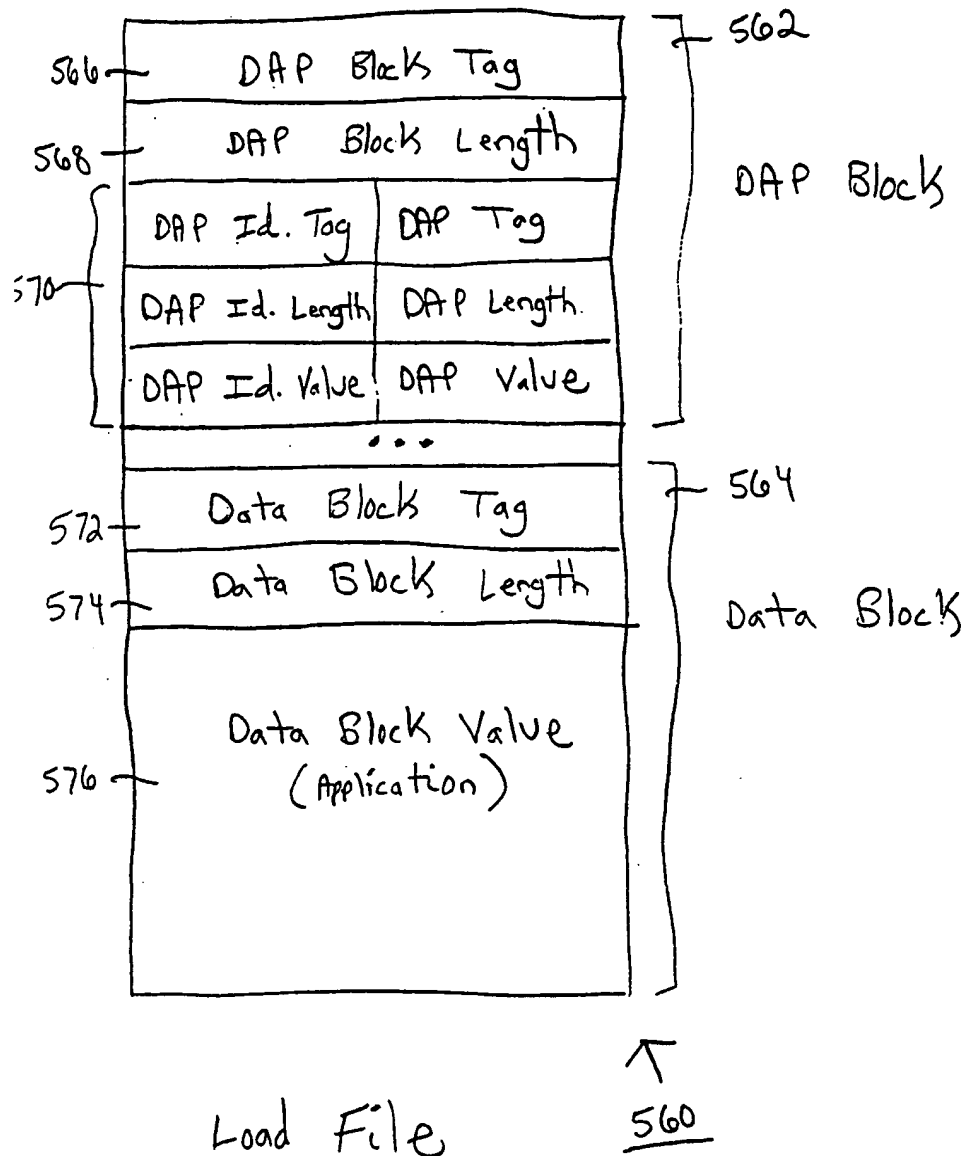 562
566 DAP Block Tag
568 DAP Block Length
DAP Block
DAP Id. Tag DAP Tag
570 DAP Id. Length DAP Length
DAP Id. Value DAP Value
...
564
572 Data Block Tag
574 Data Block Length
Data Block
Data Block Value
576 (Application)
Load File 560